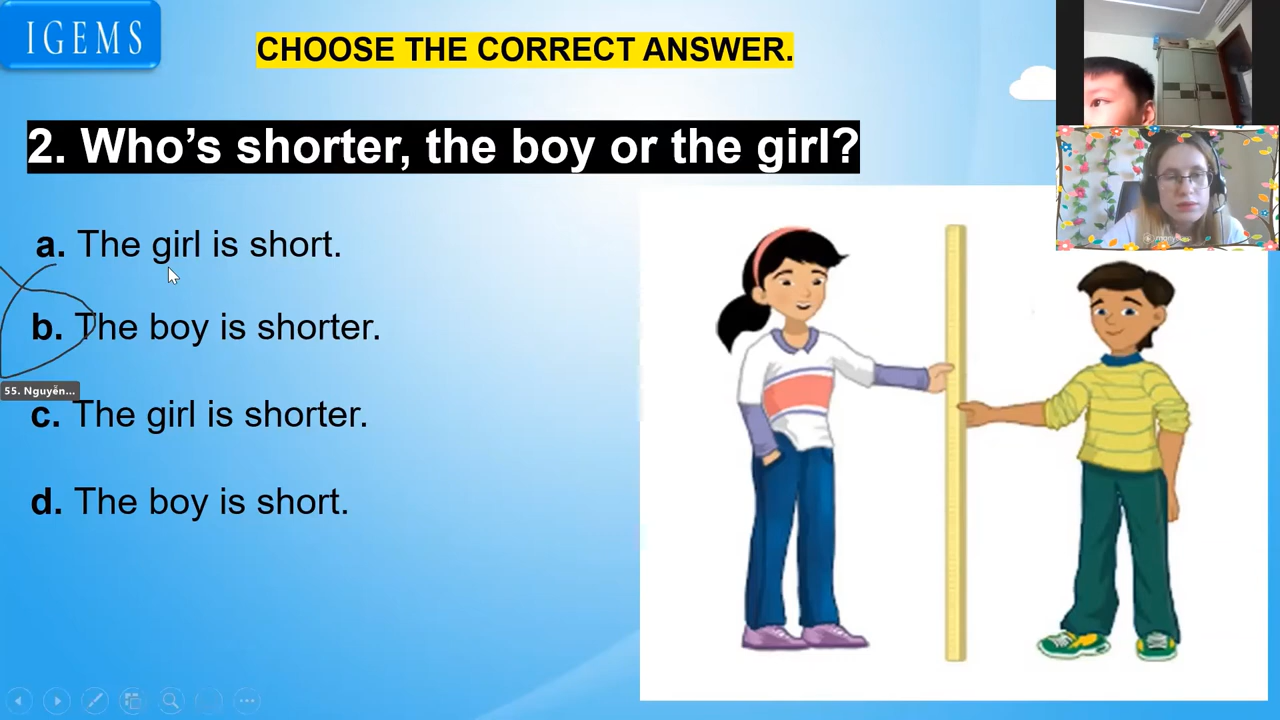 IGEMS
CHOOSE THE CORRECT ANSWER.
2. Who's shorter, the boy or the girl?
a. The girl is short.
b. The boy is shorter.
55. Nguyễn...
c. The girl is shorter.
d. The boy is short.